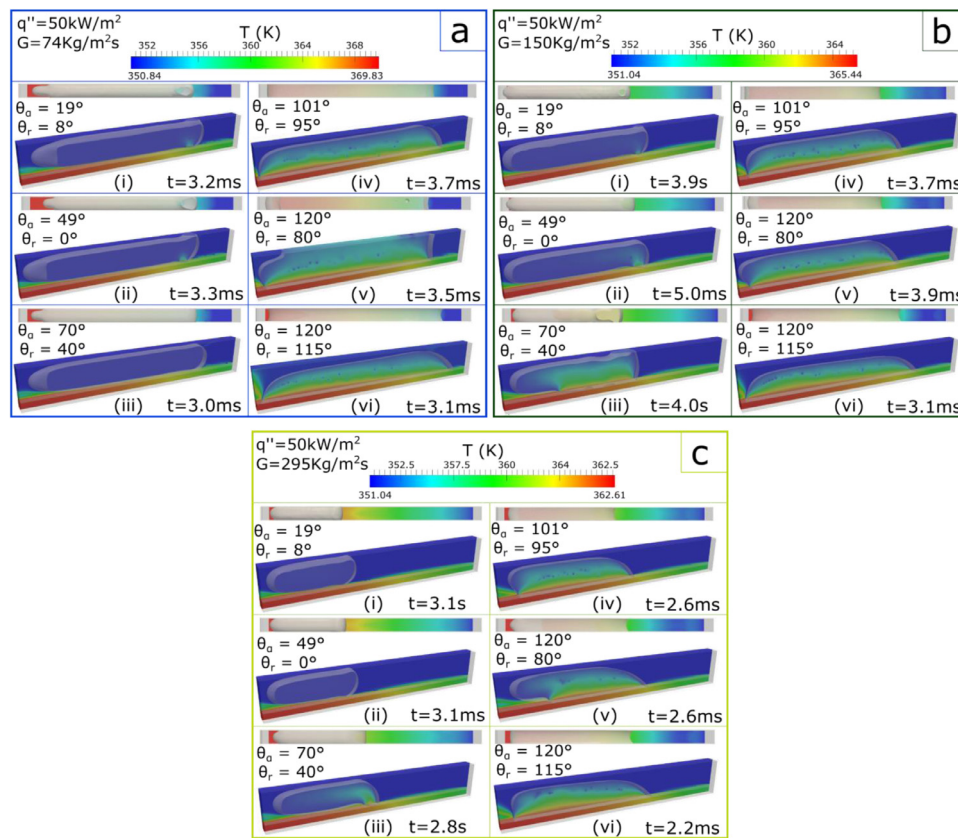 q''=50kW/m²
G=74Kg/m²s
T (K)
a
352 356 360 364 368
350.84 369.83
θₐ = 19°
θᵣ = 8°
(i) t=3.2ms
θₐ = 101°
θᵣ = 95°
(iv) t=3.7ms
θₐ = 49°
θᵣ = 0°
(ii) t=3.3ms
θₐ = 120°
θᵣ = 80°
(v) t=3.5ms
θₐ = 70°
θᵣ = 40°
(iii) t=3.0ms
θₐ = 120°
θᵣ = 115°
(vi) t=3.1ms
q''=50kW/m²
G=150Kg/m²s
T (K)
b
352 356 360 364
351.04 365.44
θₐ = 19°
θᵣ = 8°
(i) t=3.9s
θₐ = 101°
θᵣ = 95°
(iv) t=3.7ms
θₐ = 49°
θᵣ = 0°
(ii) t=5.0ms
θₐ = 120°
θᵣ = 80°
(v) t=3.9ms
θₐ = 70°
θᵣ = 40°
(iii) t=4.0s
θₐ = 120°
θᵣ = 115°
(vi) t=3.1ms
q''=50kW/m²
G=295Kg/m²s
T (K)
c
352.5 357.5 360 364 362.5
351.04 362.61
θₐ = 19°
θᵣ = 8°
(i) t=3.1s
θₐ = 101°
θᵣ = 95°
(iv) t=2.6ms
θₐ = 49°
θᵣ = 0°
(ii) t=3.1ms
θₐ = 120°
θᵣ = 80°
(v) t=2.6ms
θₐ = 70°
θᵣ = 40°
(iii) t=2.8s
θₐ = 120°
θᵣ = 115°
(vi) t=2.2ms